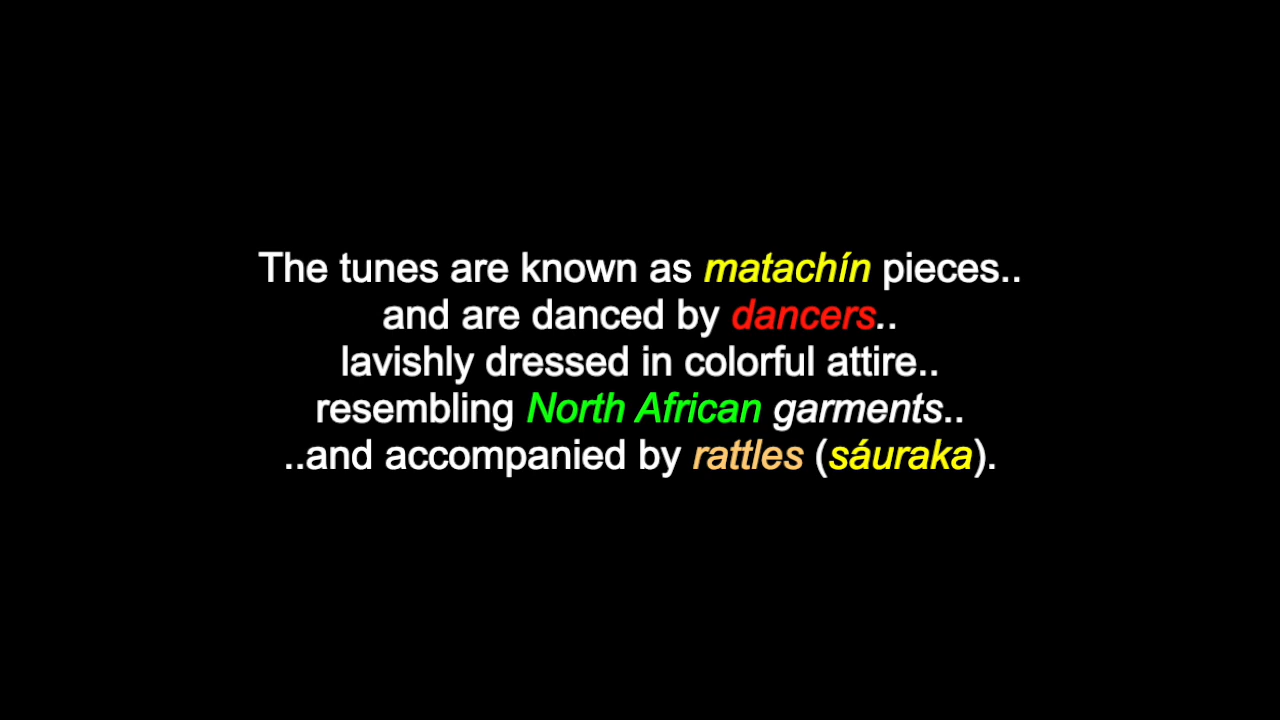 The tunes are known as matachín pieces..
and are danced by dancers..
lavishly dressed in colorful attire..
resembling North African garments..
..and accompanied by rattles (sáuraka).